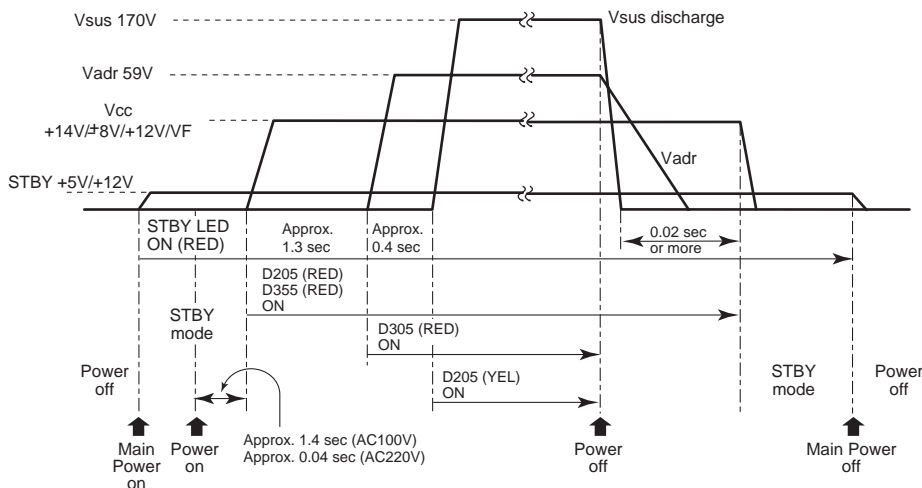 Vsus 170V
Vsus discharge
Vadr 59V
Vcc
+14V/±8V/+12V/VF
Vadr
STBY +5V/+12V
STBY LED
ON (RED)
Approx.
1.3 sec
Approx.
0.4 sec
0.02 sec
or more
D205 (RED)
D355 (RED)
ON
STBY
mode
D305 (RED)
ON
Power
off
D205 (YEL)
ON
STBY
mode
Power
off
Main
Power
on
Power
on
Approx. 1.4 sec (AC100V)
Approx. 0.04 sec (AC220V)
Power
off
Main Power
off